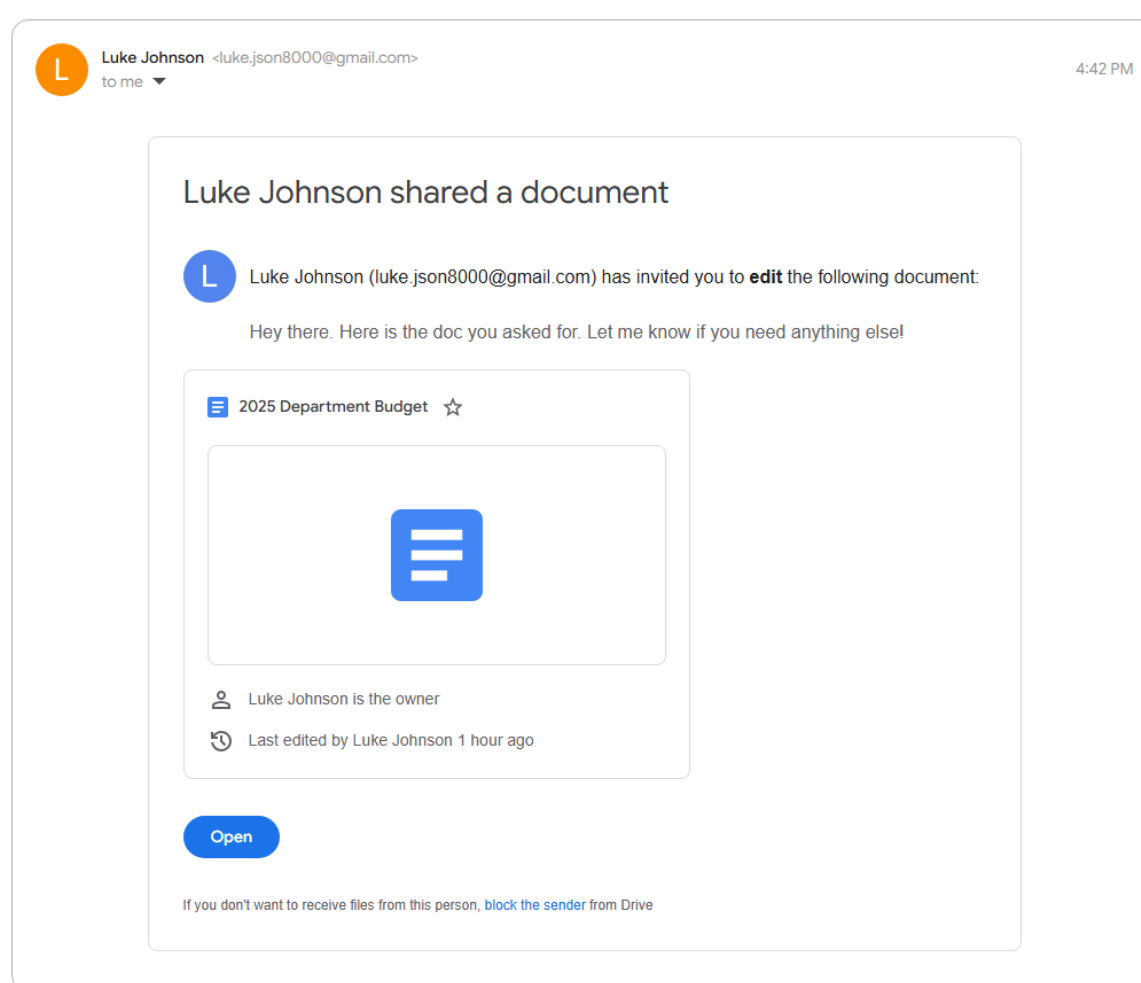 L
Luke Johnson <luke.json8000@gmail.com>
4:42 PM
to me
Luke Johnson shared a document
L
Luke Johnson (luke.json8000@gmail.com) has invited you to edit the following document:
Hey there. Here is the doc you asked for. Let me know if you need anything else!
2025 Department Budget
Luke Johnson is the owner
Last edited by Luke Johnson 1 hour ago
Open
If you don't want to receive files from this person, block the sender from Drive